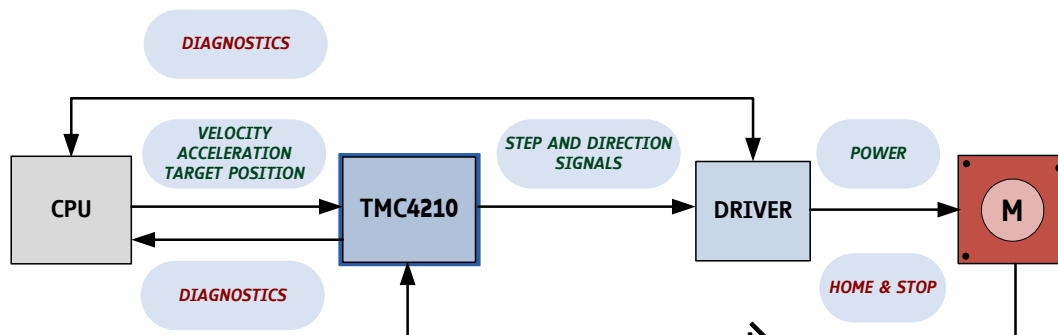 DIAGNOSTICS
VELOCITY
ACCELERATION
TARGET POSITION
STEP AND DIRECTION
SIGNALS
POWER
CPU
TMC4210
DRIVER
M
DIAGNOSTICS
HOME & STOP